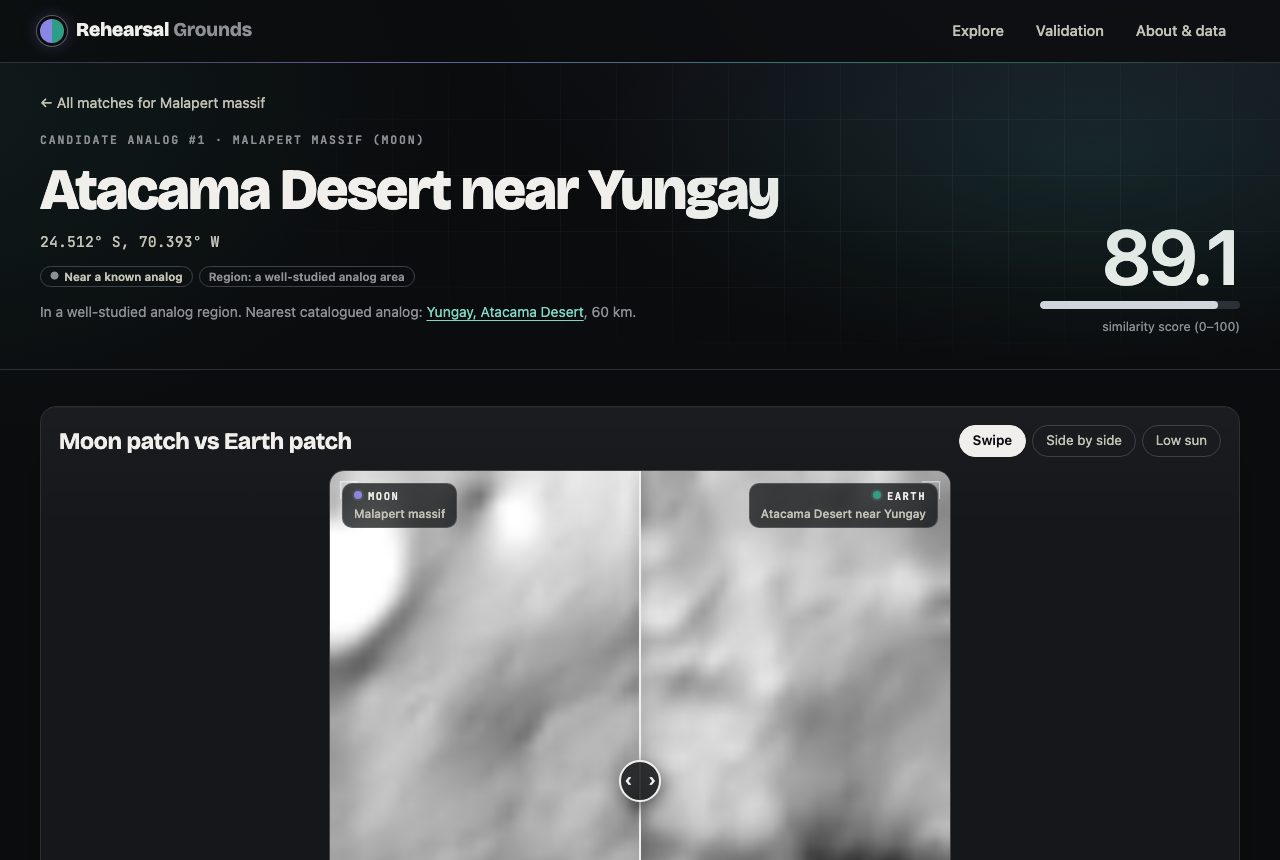 Rehearsal Grounds
Explore
Validation
About & data
← All matches for Malapert massif
CANDIDATE ANALOG #1 · MALAPERT MASSIF (MOON)
Atacama Desert near Yungay
24.512° S, 70.393° W
Near a known analog
Region: a well-studied analog area
In a well-studied analog region. Nearest catalogued analog: Yungay, Atacama Desert, 60 km.
89.1
similarity score (0–100)
Moon patch vs Earth patch
Swipe
Side by side
Low sun
MOON
Malapert massif
EARTH
Atacama Desert near Yungay